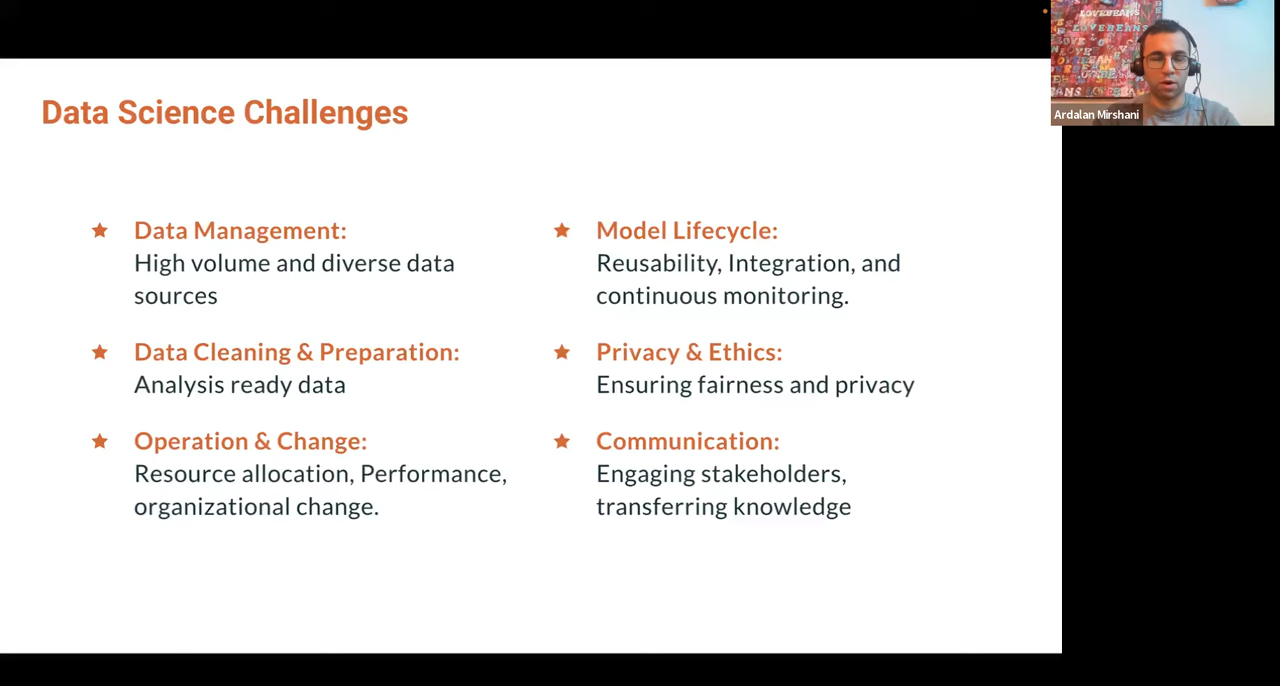 Data Science Challenges
Data Management:
High volume and diverse data
sources
Data Cleaning & Preparation:
Analysis ready data
Operation & Change:
Resource allocation, Performance,
organizational change.
Model Lifecycle:
Reusability, Integration, and
continuous monitoring.
Privacy & Ethics:
Ensuring fairness and privacy
Communication:
Engaging stakeholders,
transferring knowledge
LOVEBEANS
LOVEBEANS
Ardalan Mirshani